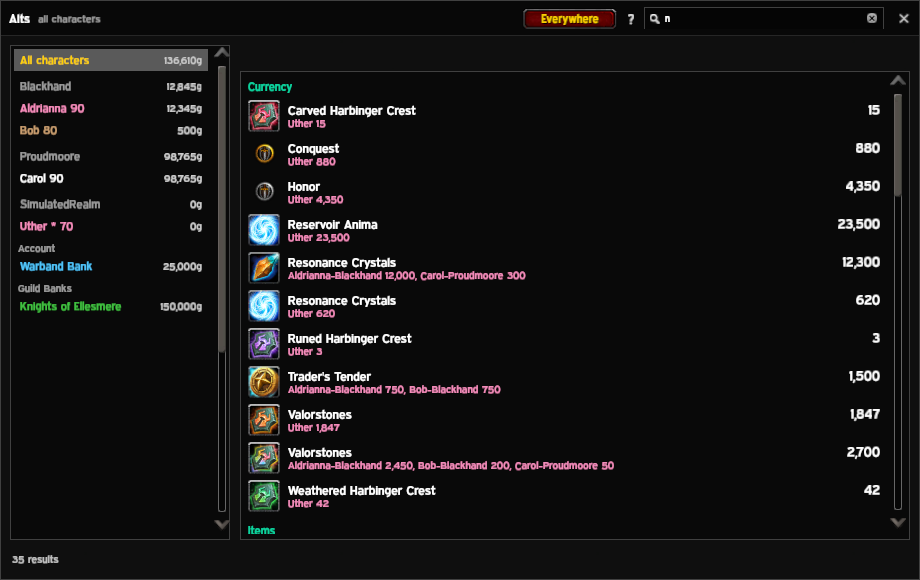 Alts all characters Everywhere ? n
All characters 136,610g
Blackhand 12,845g
Aldrianna 90 12,345g
Bob 80 500g
Proudmoore 98,765g
Carol 90 98,765g
SimulatedRealm 0g
Uther * 70 0g
Account
Warband Bank 25,000g
Guild Banks
Knights of Ellesmere 150,000g
Currency
Carved Harbinger Crest 15
Uther 15
Conquest 880
Uther 880
Honor 4,350
Uther 4,350
Reservoir Anima 23,500
Uther 23,500
Resonance Crystals 12,300
Aldrianna-Blackhand 12,000, Carol-Proudmoore 300
Resonance Crystals 620
Uther 620
Runed Harbinger Crest 3
Uther 3
Trader's Tender 1,500
Aldrianna-Blackhand 750, Bob-Blackhand 750
Valorstones 1,847
Uther 1,847
Valorstones 2,700
Aldrianna-Blackhand 2,450, Bob-Blackhand 200, Carol-Proudmoore 50
Weathered Harbinger Crest 42
Uther 42
Items
35 results